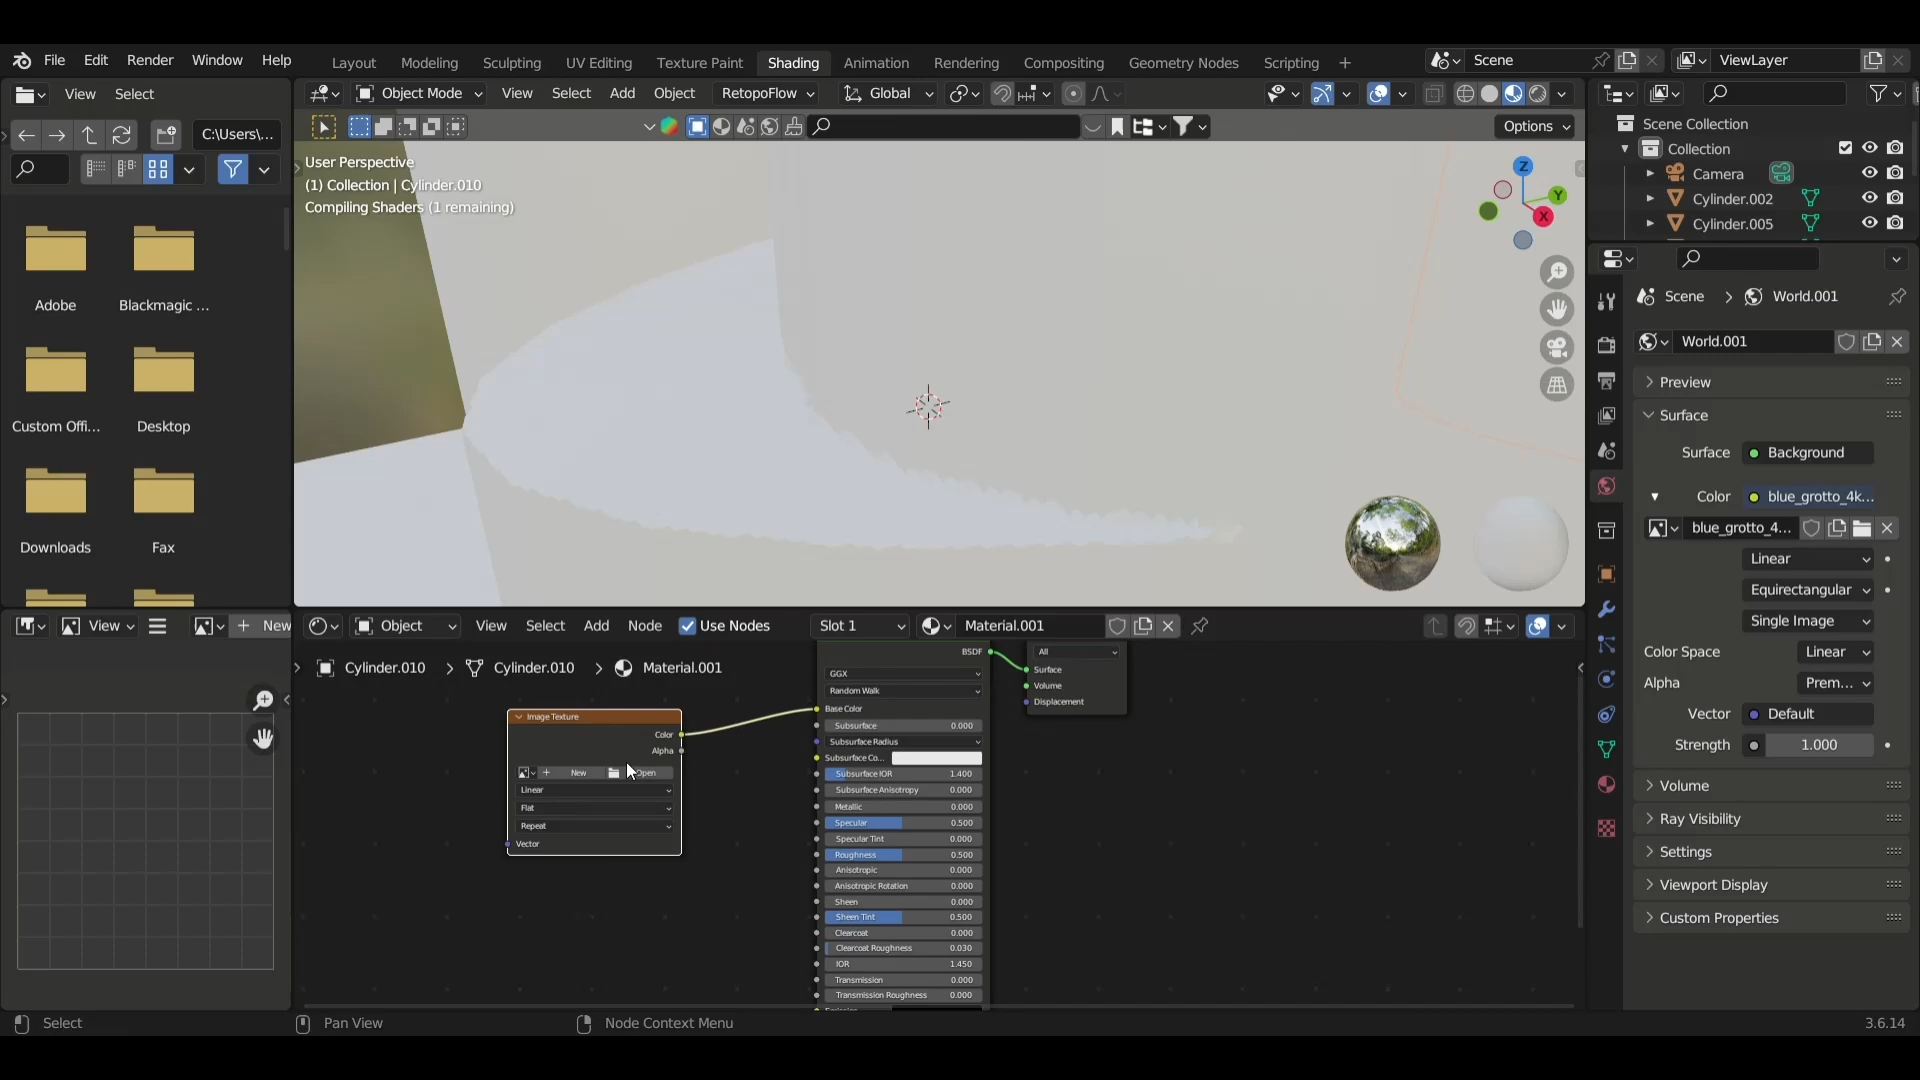 File Edit Render Window Help Layout Modeling Sculpting UV Editing Texture Paint Shading Animation Rendering Compositing Geometry Nodes Scripting + Scene ViewLayer
View Select
Object Mode View Select Add Object RetopoFlow Global
C:\Users\...
Options
User Perspective
(1) Collection | Cylinder.010
Compiling Shaders (1 remaining)
Z
Y
X
Adobe Blackmagic ...
Custom Offi... Desktop
Downloads Fax
Scene Collection
Collection
Camera
Cylinder.002
Cylinder.005
Scene > World.001
World.001
Preview
Surface
Surface Background
Color blue_grotto_4k...
blue_grotto_4...
Linear
Equirectangular
Single Image
Color Space Linear
Alpha Prem...
Vector Default
Strength 1.000
Volume
Ray Visibility
Settings
Viewport Display
Custom Properties
View + New
Object View Select Add Node Use Nodes Slot 1 Material.001
Cylinder.010 > Cylinder.010 > Material.001
Image Texture
Color
Alpha
+ New Open
Linear
Flat
Repeat
Vector
BSDF
GGX
Random Walk
Base Color
Subsurface 0.000
Subsurface Radius
Subsurface Co...
Subsurface IOR 1.400
Subsurface Anisotropy 0.000
Metallic 0.000
Specular 0.500
Specular Tint 0.000
Roughness 0.500
Anisotropic 0.000
Anisotropic Rotation 0.000
Sheen 0.000
Sheen Tint 0.500
Clearcoat 0.000
Clearcoat Roughness 0.030
IOR 1.450
Transmission 0.000
Transmission Roughness 0.000
All
Surface
Volume
Displacement
Select Pan View Node Context Menu 3.6.14